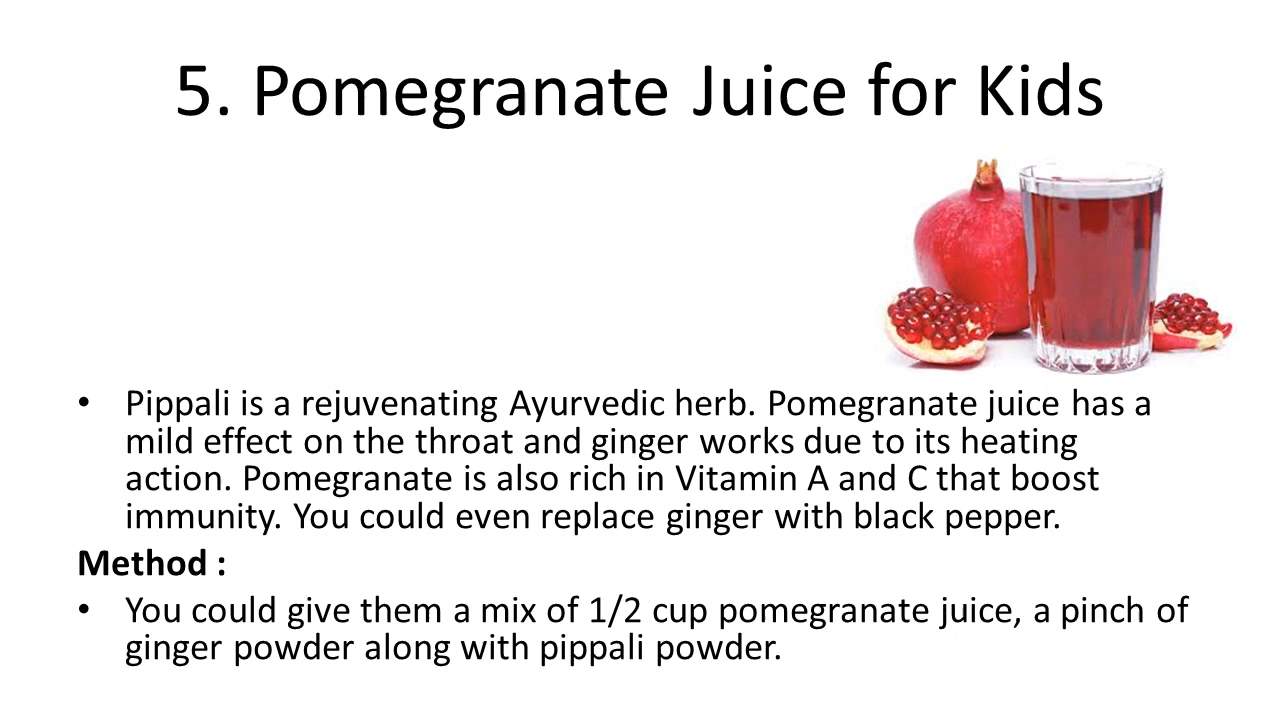 5. Pomegranate Juice for Kids
• Pippali is a rejuvenating Ayurvedic herb. Pomegranate juice has a
mild effect on the throat and ginger works due to its heating
action. Pomegranate is also rich in Vitamin A and C that boost
immunity. You could even replace ginger with black pepper.
Method :
• You could give them a mix of 1/2 cup pomegranate juice, a pinch of
ginger powder along with pippali powder.